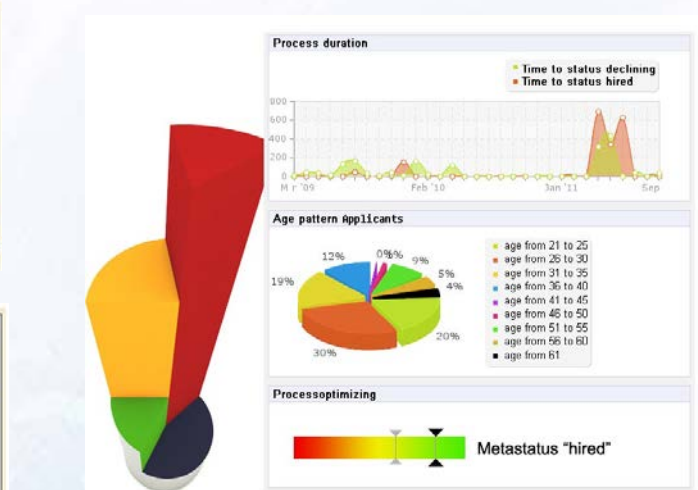 Process duration
Time to status declining
Time to status hired
800
600
400
200
0
M r '09
Feb '10
Jan '11
Sep
Age pattern Applicants
12%
0%
9%
5%
4%
19%
20%
30%
age from 21 to 25
age from 26 to 30
age from 31 to 35
age from 36 to 40
age from 41 to 45
age from 46 to 50
age from 51 to 55
age from 56 to 60
age from 61
Processoptimizing
Metastatus “hired”